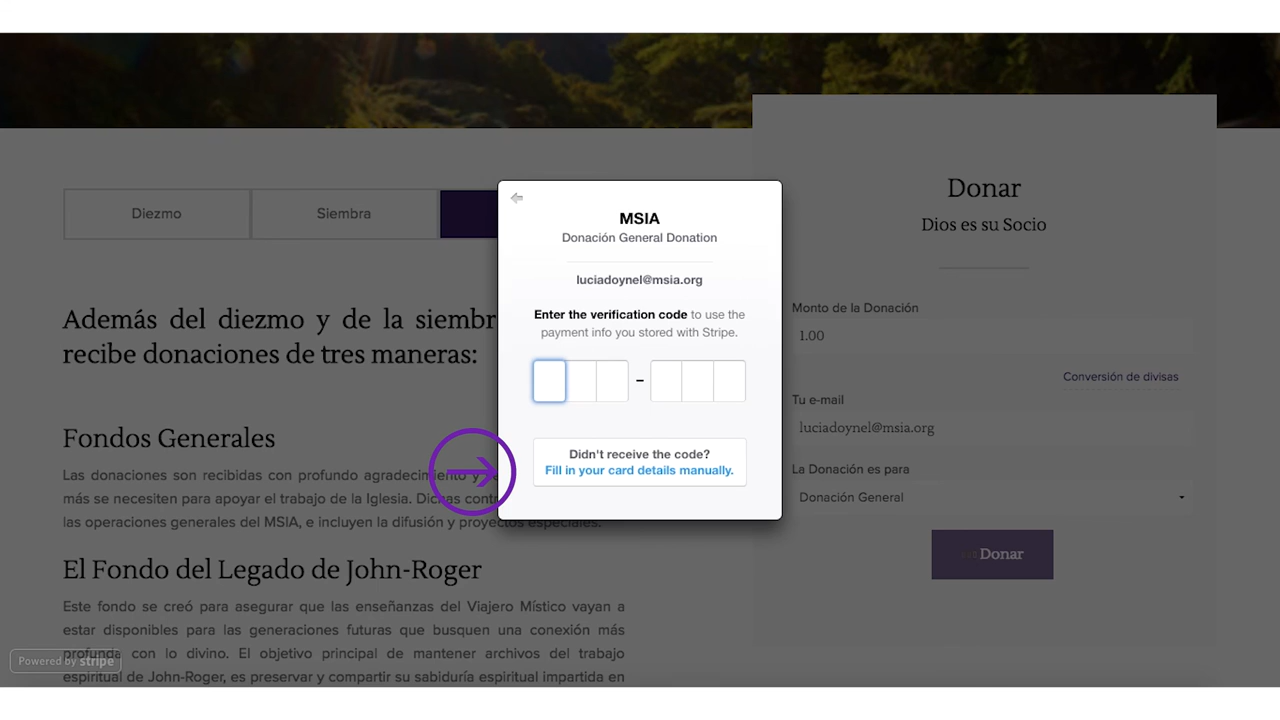 Diezmo
Siembra
Además del diezmo y de la siembr
recibe donaciones de tres maneras:
Fondos Generales
Las donaciones son recibidas con profundo agradecimiento y
más se necesiten para apoyar el trabajo de la Iglesia. Dichas cont
las operaciones generales del MSIA, e incluyen la difusión y proyectos especiales.
El Fondo del Legado de John-Roger
Este fondo se creó para asegurar que las enseñanzas del Viajero Místico vayan a
estar disponibles para las generaciones futuras que busquen una conexión más
profunda con lo divino. El objetivo principal de mantener archivos del trabajo
espiritual de John-Roger, es preservar y compartir su sabiduría espiritual impartida en
Powered by stripe
MSIA
Donación General Donation
luciadoynel@msia.org
Enter the verification code to use the
payment info you stored with Stripe.
–
Didn't receive the code?
Fill in your card details manually.
Donar
Dios es su Socio
Monto de la Donación
1.00
Conversión de divisas
Tu e-mail
luciadoynel@msia.org
La Donación es para
Donación General
Donar